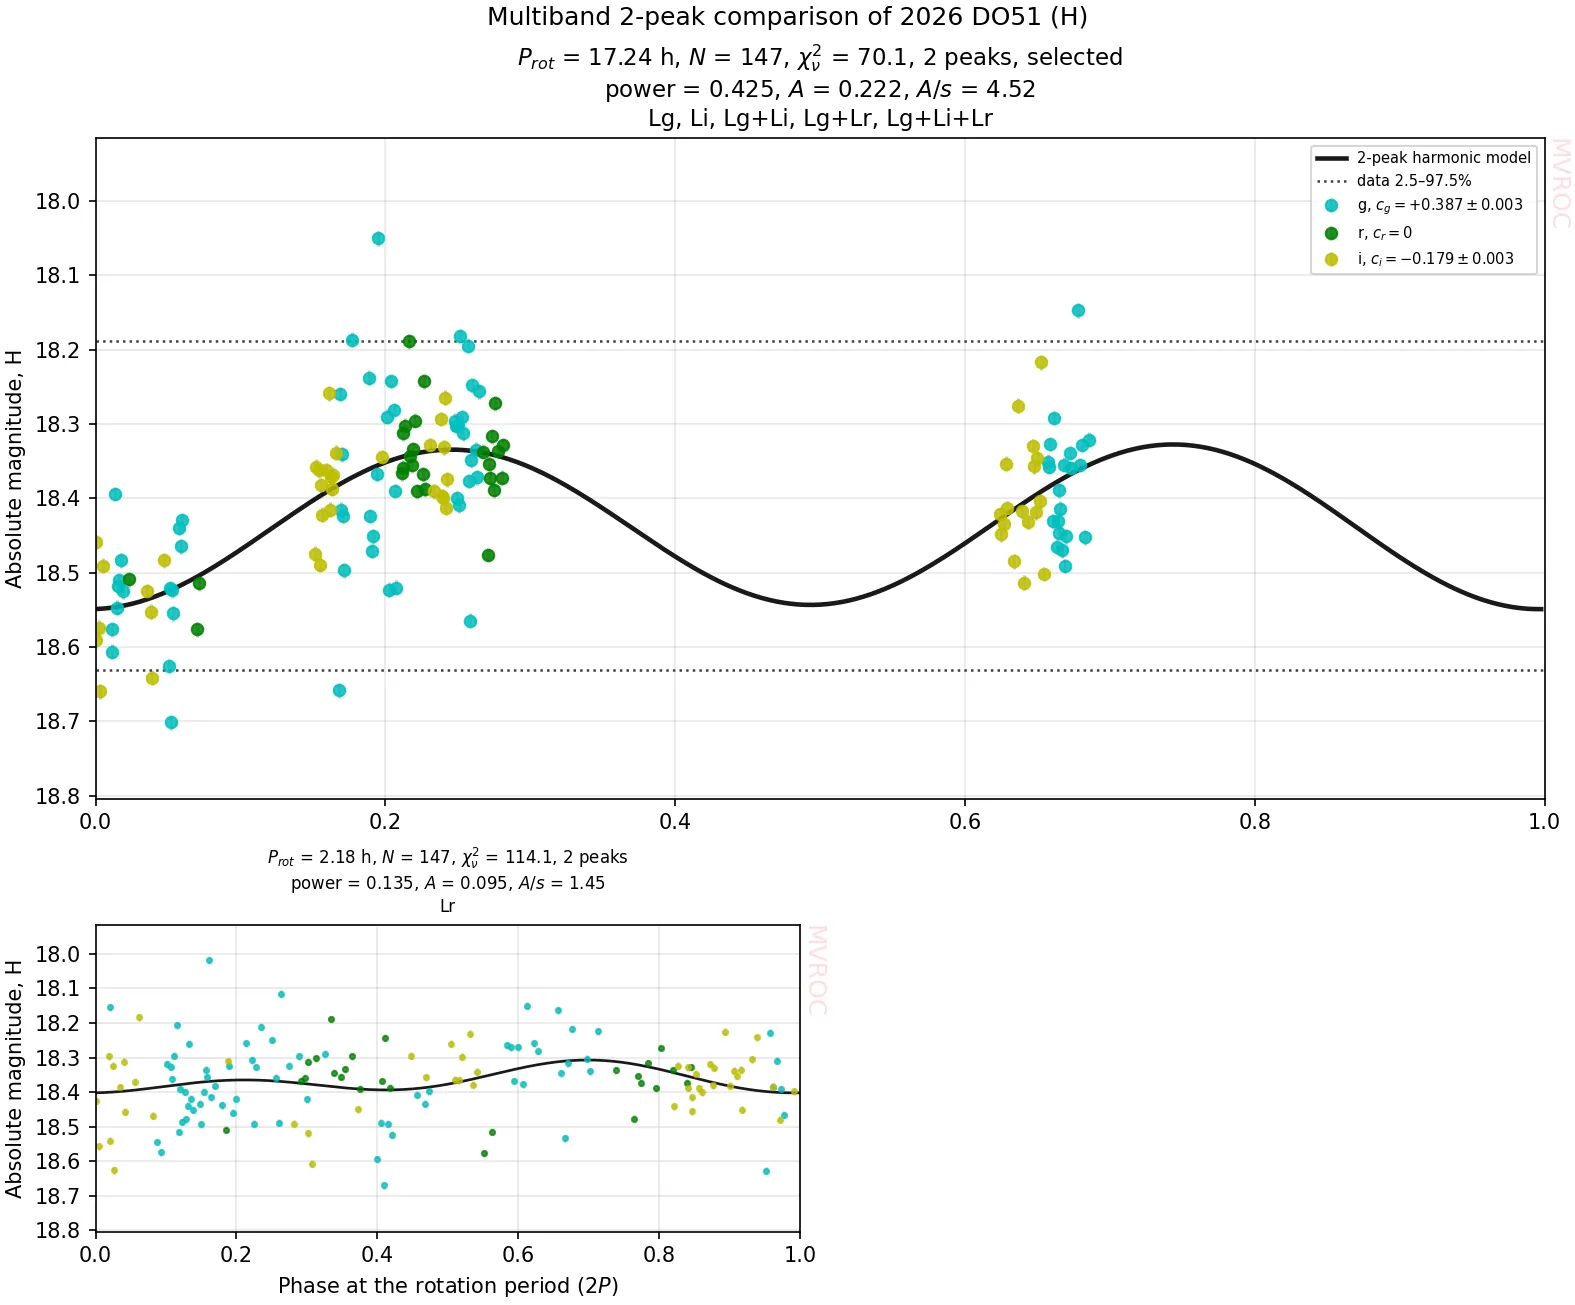 Multiband 2-peak comparison of 2026 DO51 (H)
P_rot = 17.24 h, N = 147, χ²_ν = 70.1, 2 peaks, selected
power = 0.425, A = 0.222, A/s = 4.52
Lg, Li, Lg+Li, Lg+Lr, Lg+Li+Lr
2-peak harmonic model
data 2.5–97.5%
g, c_g = +0.387 ± 0.003
r, c_r = 0
i, c_i = −0.179 ± 0.003
MVROC
Absolute magnitude, H
18.0
18.1
18.2
18.3
18.4
18.5
18.6
18.7
18.8
0.0 0.2 0.4 0.6 0.8 1.0
P_rot = 2.18 h, N = 147, χ²_ν = 114.1, 2 peaks
power = 0.135, A = 0.095, A/s = 1.45
Lr
MVROC
Absolute magnitude, H
18.0
18.1
18.2
18.3
18.4
18.5
18.6
18.7
18.8
0.0 0.2 0.4 0.6 0.8 1.0
Phase at the rotation period (2P)